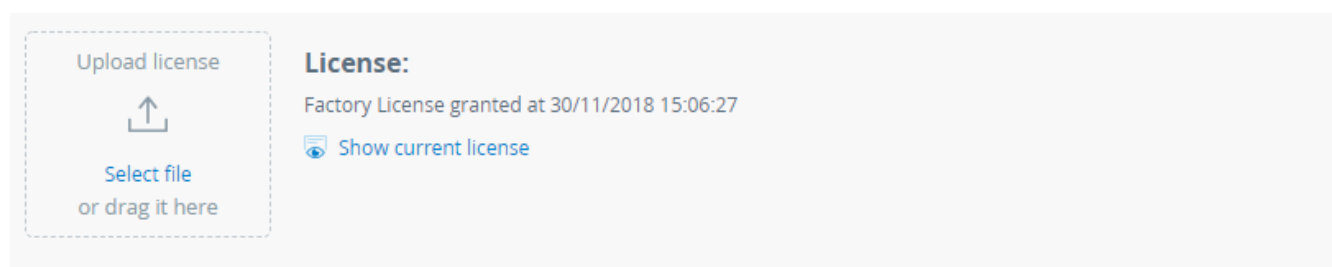 Upload license
Select file
or drag it here
License:
Factory License granted at 30/11/2018 15:06:27
Show current license